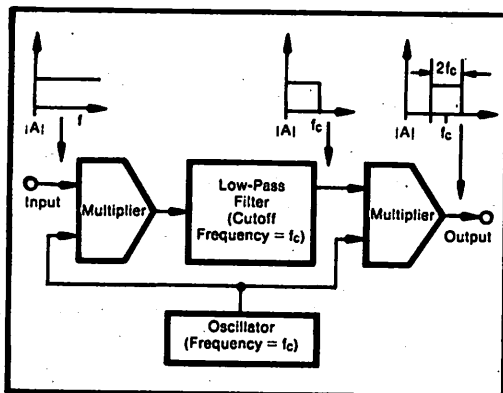 2fc
|A|
f
|A|
fc
|A|
fc
Input
Multiplier
Low-Pass
Filter
(Cutoff
Frequency = fc)
Multiplier
Output
Oscillator
(Frequency = fc)